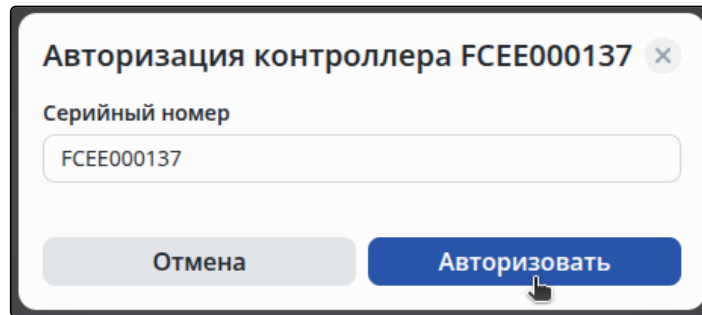 Авторизация контроллера FCEE000137
Серийный номер
FCEE000137
Отмена
Авторизовать